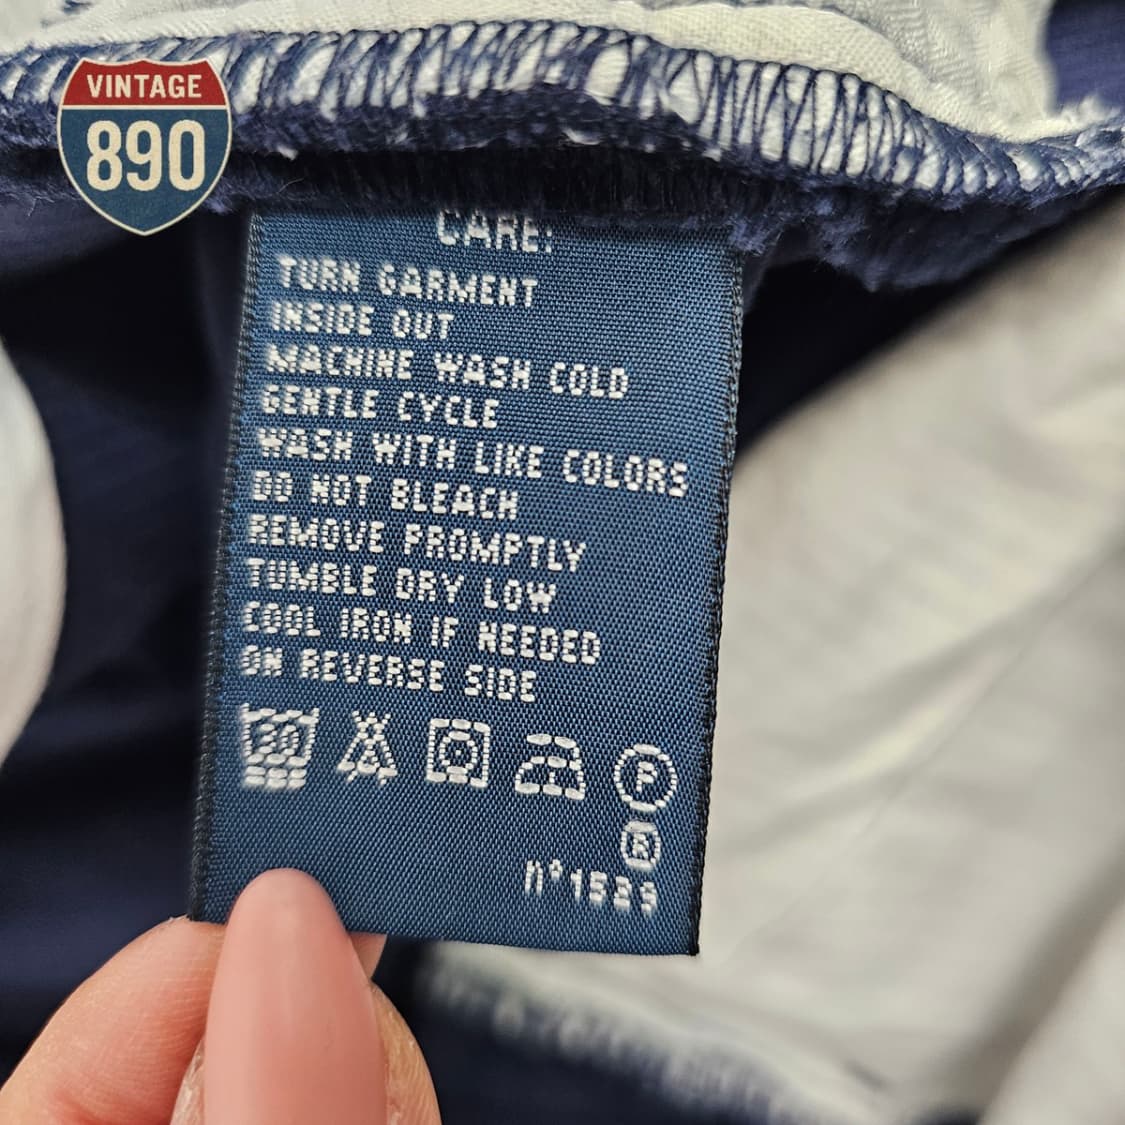 VINTAGE
890
CARE:
TURN GARMENT
INSIDE OUT
MACHINE WASH COLD
GENTLE CYCLE
WASH WITH LIKE COLORS
DO NOT BLEACH
REMOVE PROMPTLY
TUMBLE DRY LOW
COOL IRON IF NEEDED
ON REVERSE SIDE
30
P
R